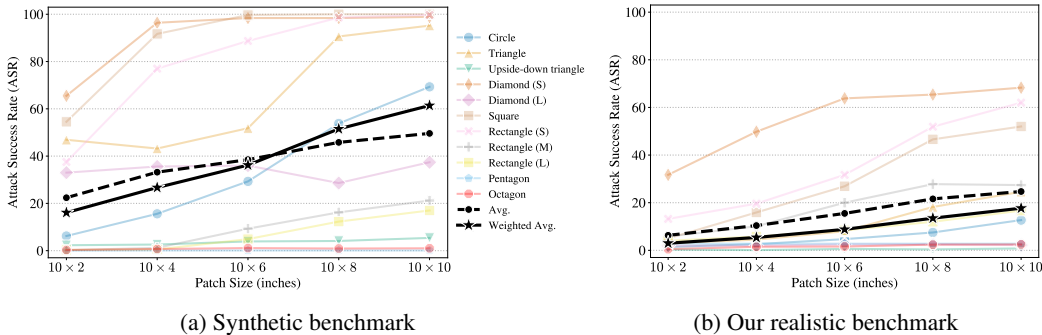 100
80
60
40
20
0
Attack Success Rate (ASR)
10 × 2
10 × 4
10 × 6
10 × 8
10 × 10
Patch Size (inches)
Circle
Triangle
Upside-down triangle
Diamond (S)
Diamond (L)
Square
Rectangle (S)
Rectangle (M)
Rectangle (L)
Pentagon
Octagon
Avg.
Weighted Avg.
100
80
60
40
20
0
Attack Success Rate (ASR)
10 × 2
10 × 4
10 × 6
10 × 8
10 × 10
Patch Size (inches)
(a) Synthetic benchmark
(b) Our realistic benchmark